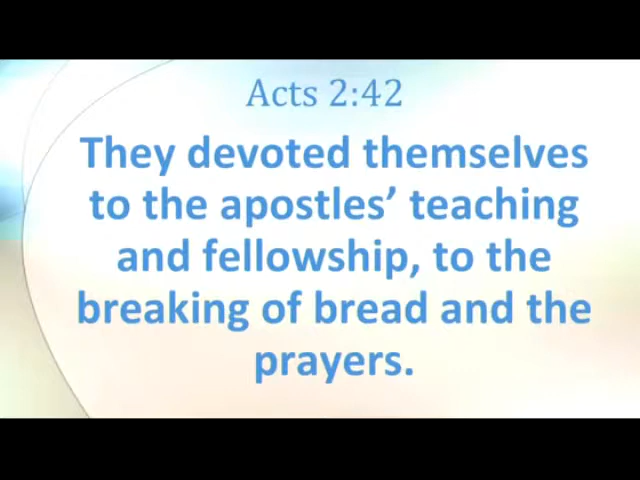 Acts 2:42
They devoted themselves
to the apostles’ teaching
and fellowship, to the
breaking of bread and the
prayers.